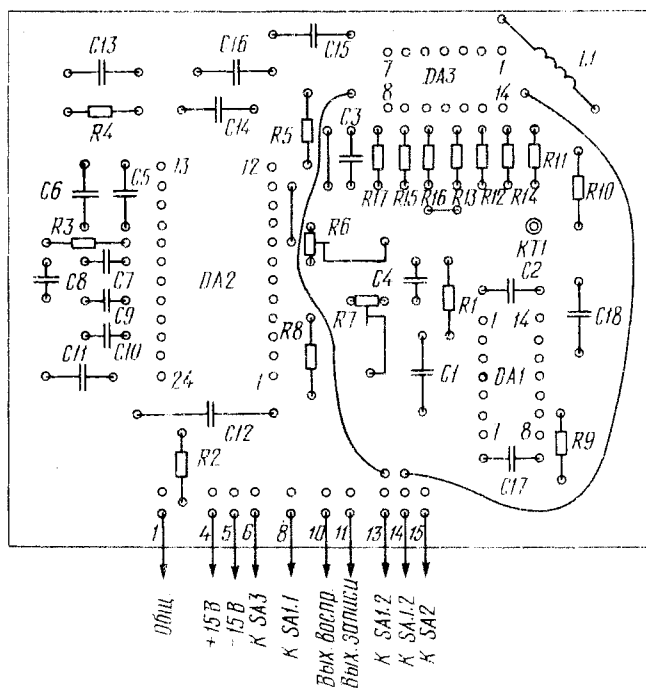 C13
C16
C15
7
DA3
1
8
14
L1
R4
C14
R5
C3
R17
R15
R16
R13
R12
R14
R11
R10
13
12
C6
C5
R3
C8
C7
C9
C10
C11
DA2
24
1
R6
R7
R8
C4
R1
C1
КТ1
C2
1
14
C18
DA1
1
8
C17
R9
C12
R2
1
4
5
6
8
10
11
13
14
15
Общ.
+15В
-15В
К SA3
К SA1.1
Вых. воспр.
Вых. записи
К SA1.2
К SA1.2
К SA2